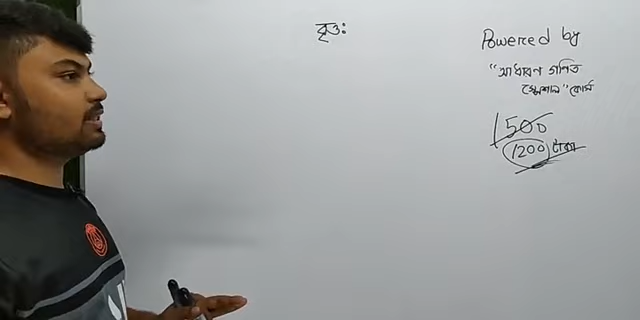 বৃত্ত:
Powered by
"সাধারণ গণিত
স্পেশাল" কোর্স
1500
1200 টাকা